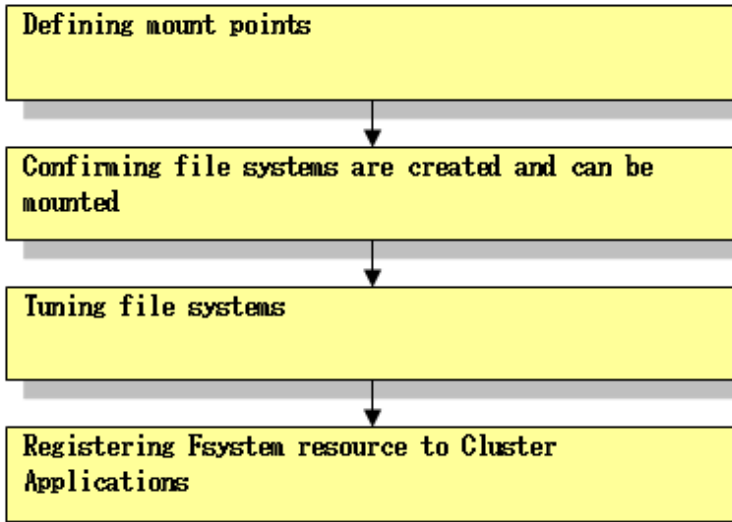 Defining mount points
Confirming file systems are created and can be
mounted
Tuning file systems
Registering Fsystem resource to Cluster
Applications